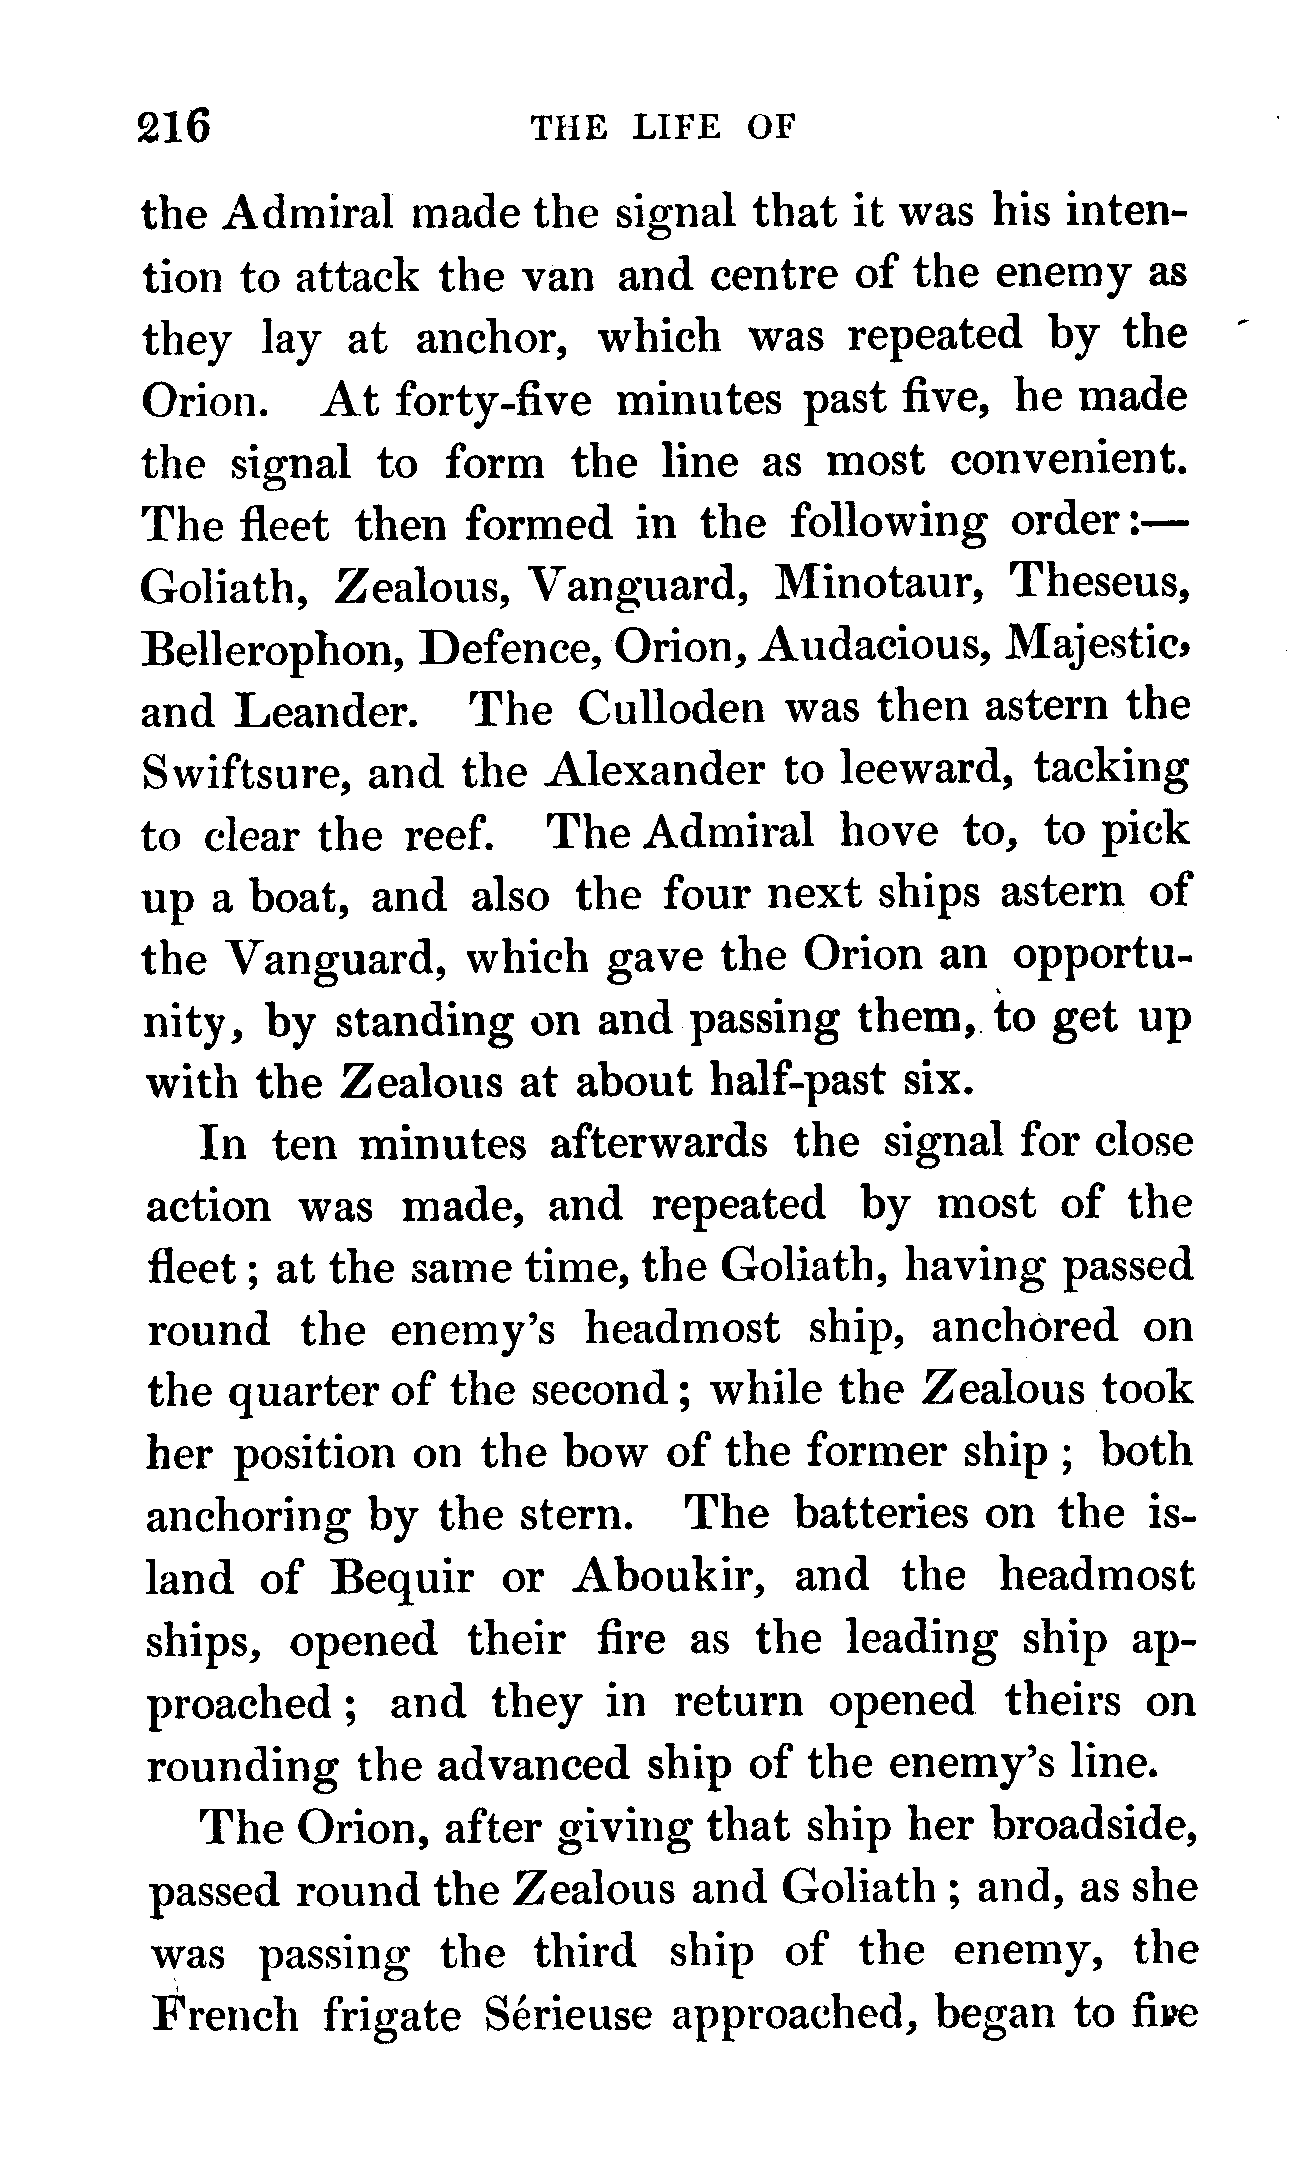 216 THE LIFE OF
the Admiral made the signal that it was his inten-
tion to attack the van and centre of the enemy as
they lay at anchor, which was repeated by the
Orion. At forty-five minutes past five, he made
the signal to form the line as most convenient.
The fleet then formed in the following order:—
Goliath, Zealous, Vanguard, Minotaur, Theseus,
Bellerophon, Defence, Orion, Audacious, Majestic,
and Leander. The Culloden was then astern the
Swiftsure, and the Alexander to leeward, tacking
to clear the reef. The Admiral hove to, to pick
up a boat, and also the four next ships astern of
the Vanguard, which gave the Orion an opportu-
nity, by standing on and passing them, to get up
with the Zealous at about half-past six.
In ten minutes afterwards the signal for close
action was made, and repeated by most of the
fleet; at the same time, the Goliath, having passed
round the enemy's headmost ship, anchored on
the quarter of the second; while the Zealous took
her position on the bow of the former ship; both
anchoring by the stern. The batteries on the is-
land of Bequir or Aboukir, and the headmost
ships, opened their fire as the leading ship ap-
proached; and they in return opened theirs on
rounding the advanced ship of the enemy's line.
The Orion, after giving that ship her broadside,
passed round the Zealous and Goliath; and, as she
was passing the third ship of the enemy, the
French frigate Sérieuse approached, began to fire